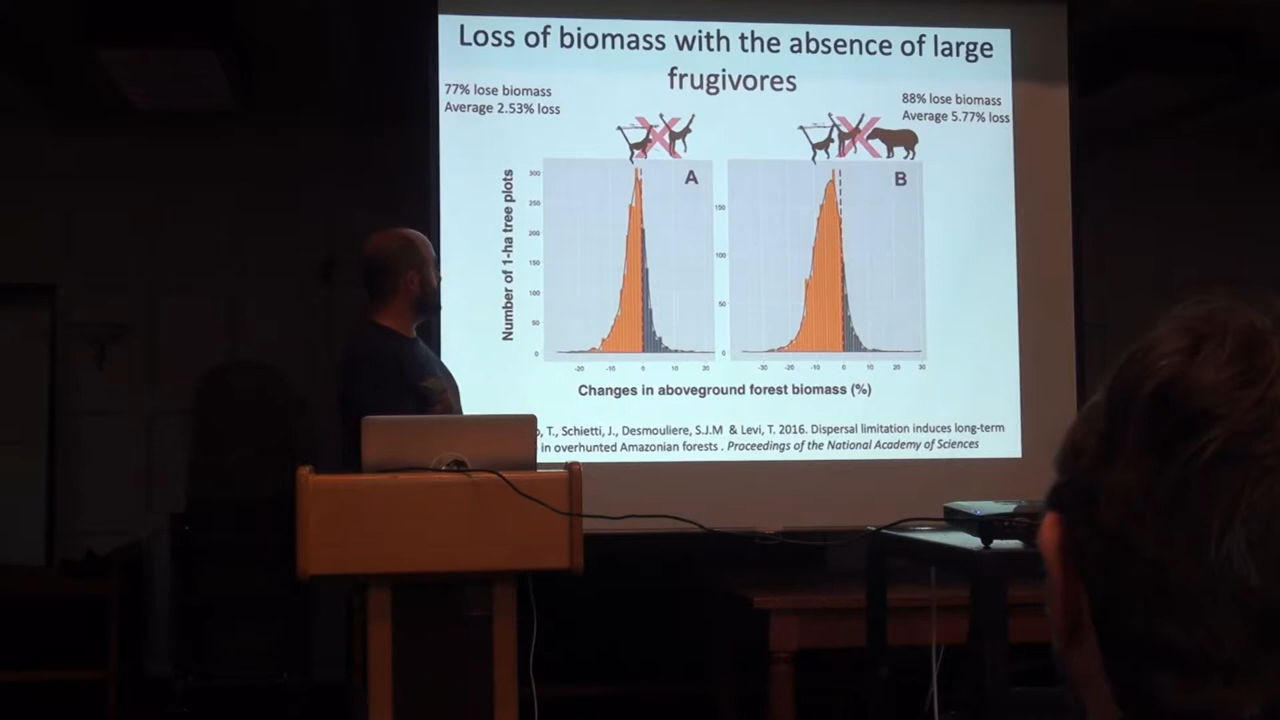 Loss of biomass with the absence of large
frugivores
77% lose biomass
Average 2.53% loss
88% lose biomass
Average 5.77% loss
A
B
Number of 1-ha tree plots
300
250
200
150
100
50
0
150
100
50
0
-20 -10 0 10 20
-30 -20 -10 0 10 20 30
Changes in aboveground forest biomass (%)
, T., Schietti, J., Desmouliere, S.J.M & Levi, T. 2016. Dispersal limitation induces long-term
in overhunted Amazonian forests . Proceedings of the National Academy of Sciences